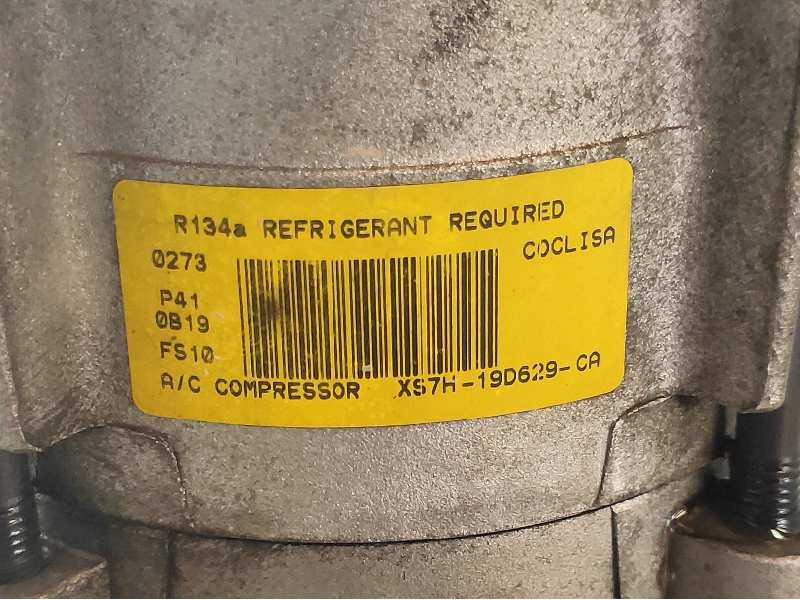 R134a REFRIGERANT REQUIRED
0273 COCLISA
P41
0B19
FS10
A/C COMPRESSOR XS7H-19D629-CA